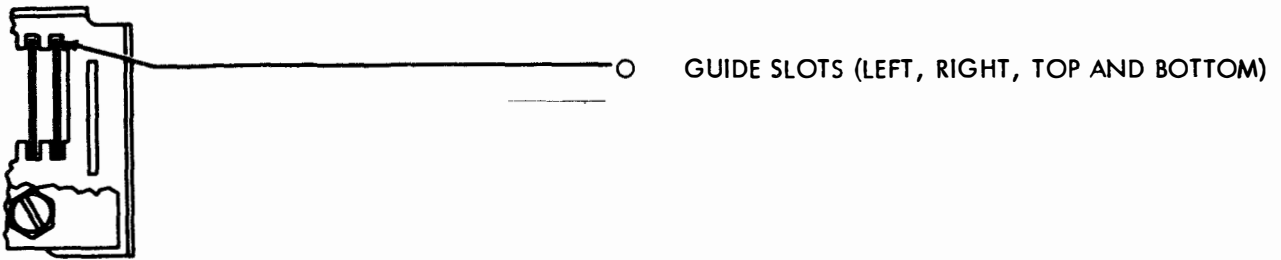 O GUIDE SLOTS (LEFT, RIGHT, TOP AND BOTTOM)